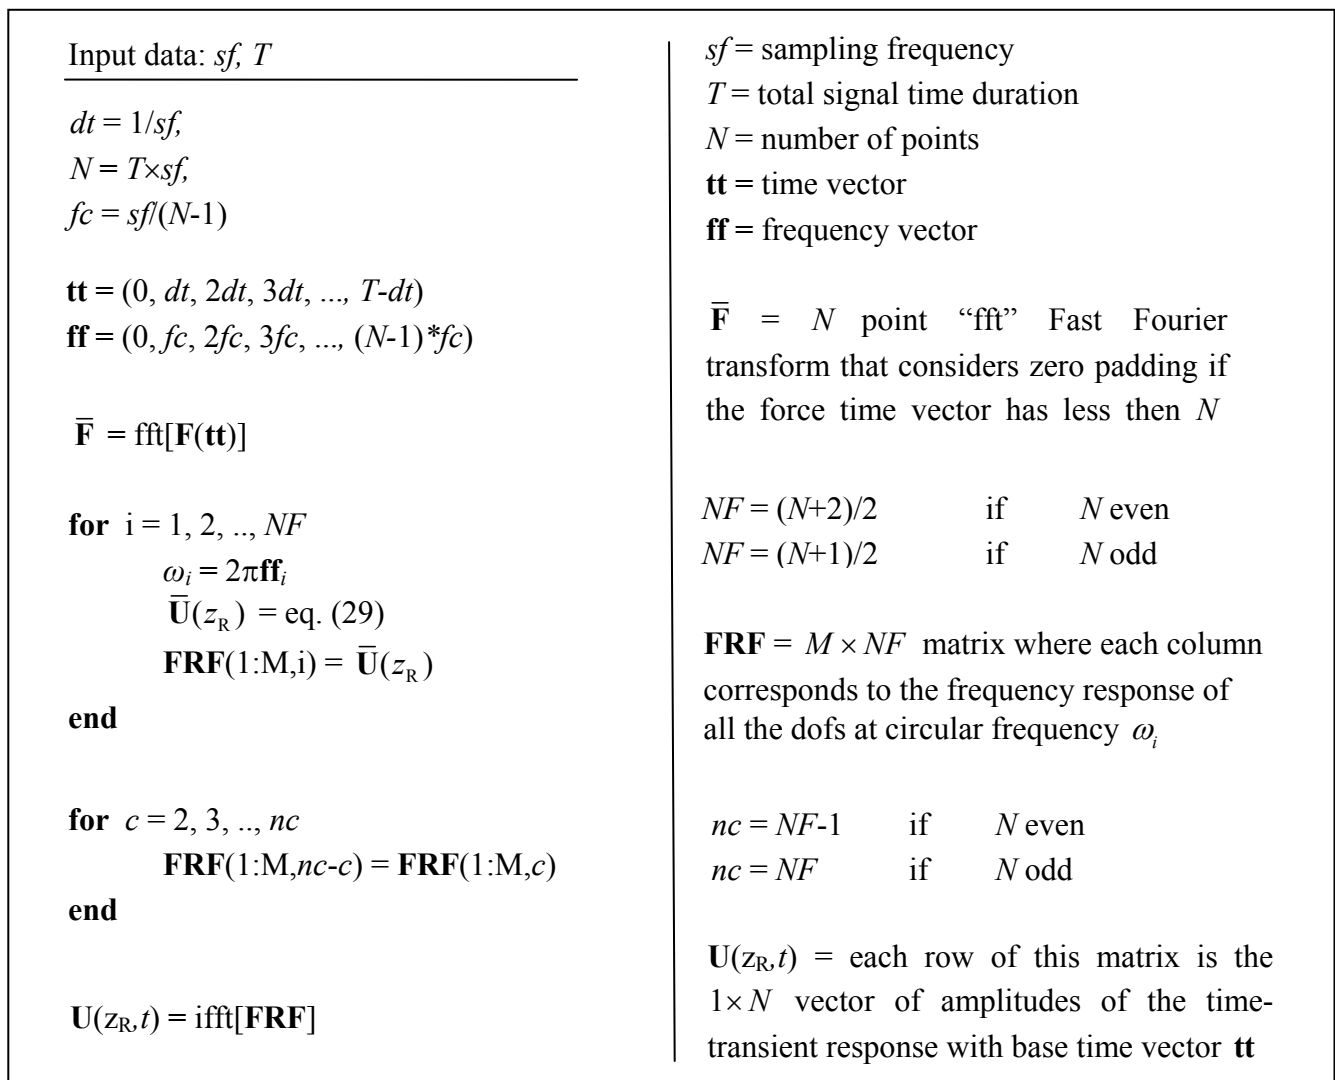 Input data: sf, T
dt = 1/sf,
N = T×sf,
fc = sf/(N-1)
tt = (0, dt, 2dt, 3dt, ..., T-dt)
ff = (0, fc, 2fc, 3fc, ..., (N-1)*fc)
F̅ = fft[F(tt)]
for i = 1, 2, .., NF
ωᵢ = 2πffᵢ
U̅(z_R) = eq. (29)
FRF(1:M,i) = U̅(z_R)
end
for c = 2, 3, .., nc
FRF(1:M,nc-c) = FRF(1:M,c)
end
U(z_R,t) = ifft[FRF]
sf = sampling frequency
T = total signal time duration
N = number of points
tt = time vector
ff = frequency vector
F̅ = N point “fft” Fast Fourier
transform that considers zero padding if
the force time vector has less then N
NF = (N+2)/2 if N even
NF = (N+1)/2 if N odd
FRF = M × NF matrix where each column
corresponds to the frequency response of
all the dofs at circular frequency ωᵢ
nc = NF-1 if N even
nc = NF if N odd
U(z_R,t) = each row of this matrix is the
1× N vector of amplitudes of the time-
transient response with base time vector tt